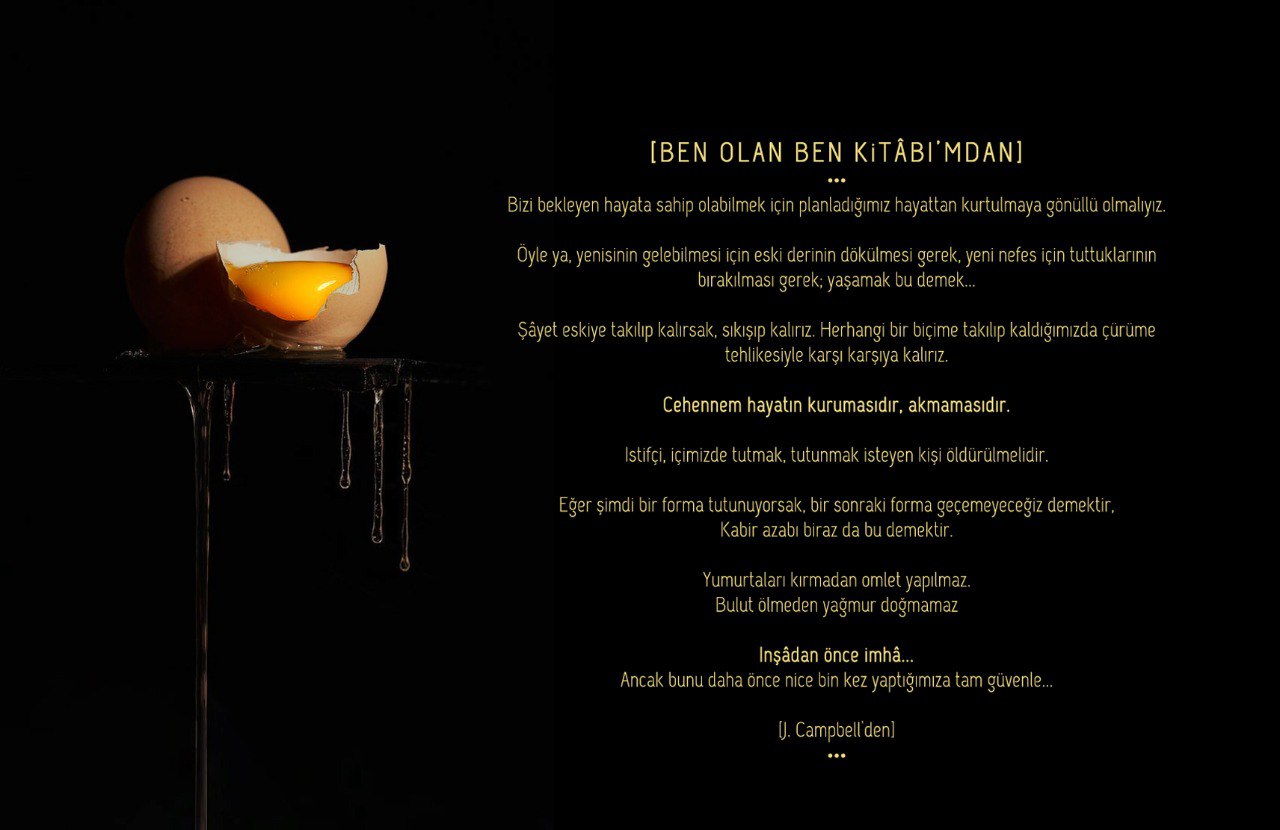 [BEN OLAN BEN KiTÂBI'MDAN]
•••
Bizi bekleyen hayata sahip olabilmek için planladığımız hayattan kurtulmaya gönüllü olmalıyız.
Öyle ya, yenisinin gelebilmesi için eski derinin dökülmesi gerek, yeni nefes için tuttuklarının
bırakılması gerek; yaşamak bu demek...
Şâyet eskiye takılıp kalırsak, sıkışıp kalırız. Herhangi bir biçime takılıp kaldığımızda çürüme
tehlikesiyle karşı karşıya kalırız.
Cehennem hayatın kurumasıdır, akmamasıdır.
Istifçi, içimizde tutmak, tutunmak isteyen kişi öldürülmelidir.
Eğer şimdi bir forma tutunuyorsak, bir sonraki forma geçemeyeceğiz demektir,
Kabir azabı biraz da bu demektir.
Yumurtaları kırmadan omlet yapılmaz.
Bulut ölmeden yağmur doğmamaz
Inşâdan önce imhâ...
Ancak bunu daha önce nice bin kez yaptığımıza tam güvenle...
[J. Campbell'den]
•••